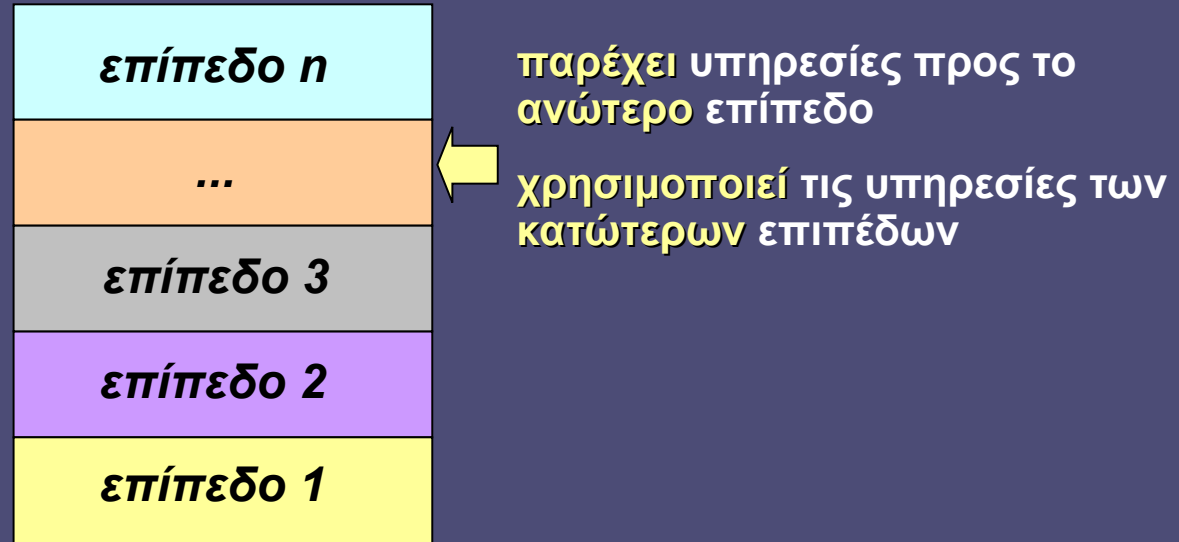 επίπεδο n
...
επίπεδο 3
επίπεδο 2
επίπεδο 1
παρέχει υπηρεσίες προς το
ανώτερο επίπεδο
χρησιμοποιεί τις υπηρεσίες των
κατώτερων επιπέδων